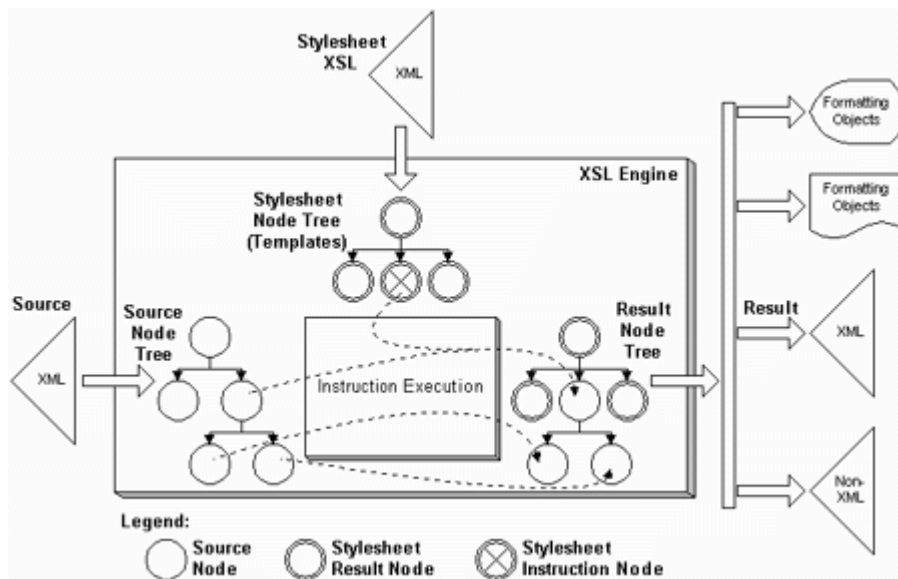 Stylesheet
XSL
XML
Formatting
Objects
XSL Engine
Stylesheet
Node Tree
(Templates)
Formatting
Objects
Source
XML
Source
Node
Tree
Instruction Execution
Result
Node
Tree
Result
XML
Non-
XML
Legend:
Source
Node
Stylesheet
Result Node
Stylesheet
Instruction Node